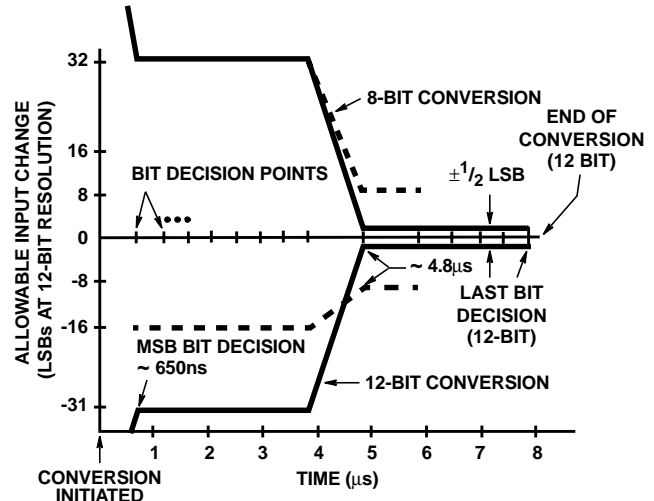 32
16
8
0
-8
-16
-31
ALLOWABLE INPUT CHANGE
(LSBs AT 12-BIT RESOLUTION)
8-BIT CONVERSION
END OF
CONVERSION
(12 BIT)
BIT DECISION POINTS
±1/2 LSB
~ 4.8µs
LAST BIT
DECISION
(12-BIT)
MSB BIT DECISION
~ 650ns
12-BIT CONVERSION
1 2 3 4 5 6 7 8
CONVERSION
INITIATED
TIME (µs)